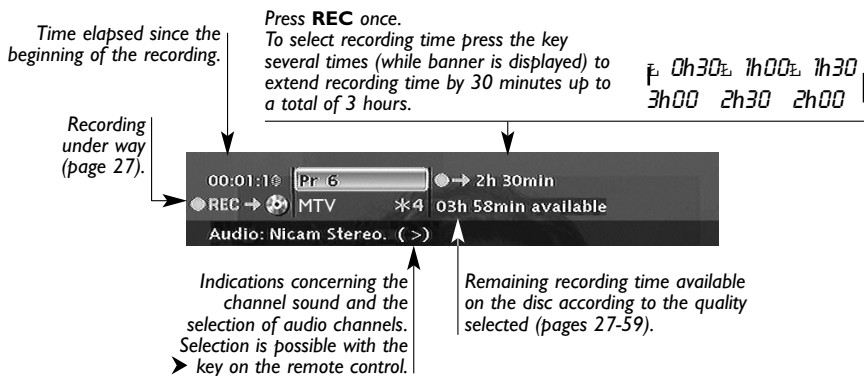 Time elapsed since the
beginning of the recording.
Press REC once.
To select recording time press the key
several times (while banner is displayed) to
extend recording time by 30 minutes up to
a total of 3 hours.
Ł 0h30Ł 1h00Ł 1h30
3h00 2h30 2h00
Recording
under way
(page 27).
00:01:10 Pr 6 ●→ 2h 30min
●REC → MTV ✳4 03h 58min available
Audio: Nicam Stereo. ( >)
Indications concerning the
channel sound and the
selection of audio channels.
Selection is possible with the
➤ key on the remote control.
Remaining recording time available
on the disc according to the quality
selected (pages 27-59).